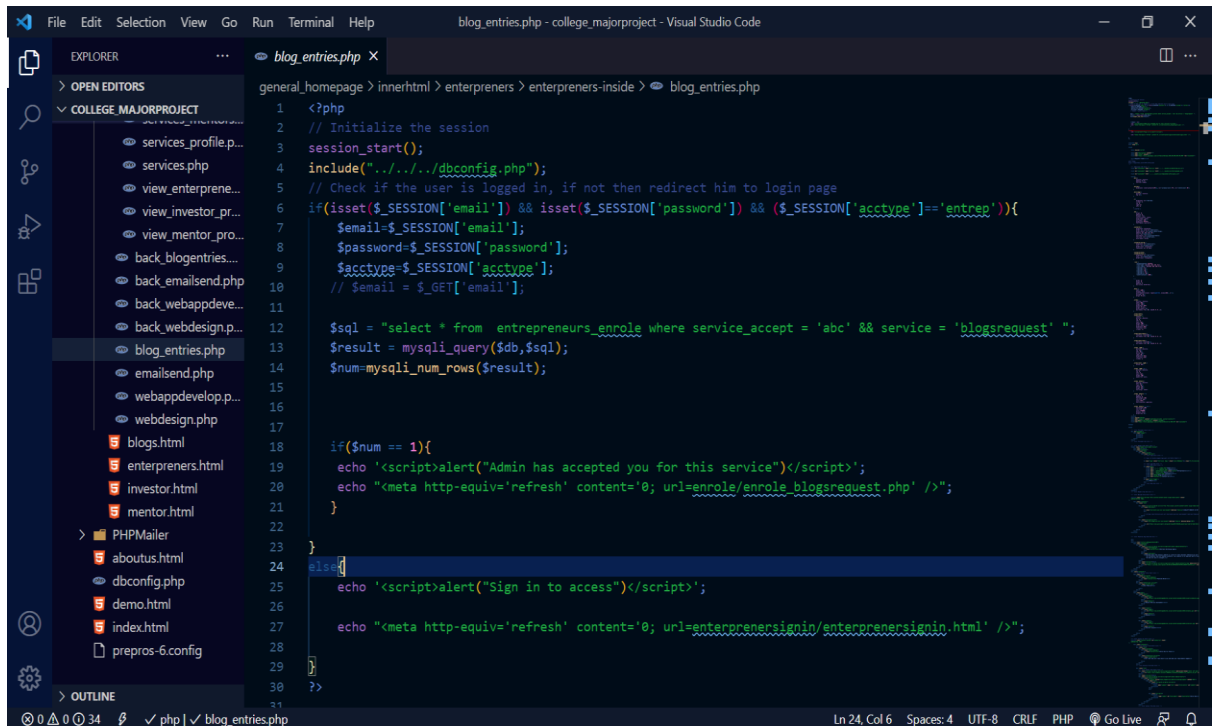 File Edit Selection View Go Run Terminal Help blog_entries.php - college_majorproject - Visual Studio Code
EXPLORER
OPEN EDITORS
COLLEGE_MAJORPROJECT
services_mentors...
services_profile.p...
services.php
view_enterprene...
view_investor_pr...
view_mentor_pro...
back_blogentries....
back_emailsend.php
back_webappdeve...
back_webdesign.p...
blog_entries.php
emailsend.php
webappdevelop.p...
webdesign.php
blogs.html
enterpreners.html
investor.html
mentor.html
PHPMailer
aboutus.html
dbconfig.php
demo.html
index.html
prepros-6.config
OUTLINE
blog_entries.php
general_homepage > innerhtml > enterpreners > enterpreners-inside > blog_entries.php
1 <?php
2 // Initialize the session
3 session_start();
4 include("../../../dbconfig.php");
5 // Check if the user is logged in, if not then redirect him to login page
6 if(isset($_SESSION['email']) && isset($_SESSION['password']) && ($_SESSION['acctype']=='entrep')){
7 $email=$_SESSION['email'];
8 $password=$_SESSION['password'];
9 $acctype=$_SESSION['acctype'];
10 // $email = $_GET['email'];
11
12 $sql = "select * from  entrepreneurs_enrole where service_accept = 'abc' && service = 'blogsrequest' ";
13 $result = mysqli_query($db,$sql);
14 $num=mysqli_num_rows($result);
15
16
17
18 if($num == 1){
19 echo '<script>alert("Admin has accepted you for this service")</script>';
20 echo "<meta http-equiv='refresh' content='0; url=enrole/enrole_blogsrequest.php' />";
21 }
22
23 }
24 else{
25 echo '<script>alert("Sign in to access")</script>';
26
27 echo "<meta http-equiv='refresh' content='0; url=enterprenersignin/enterprenersignin.html' />";
28
29 }
30 ?>
31
0 0 34 php | blog_entries.php Ln 24, Col 6 Spaces: 4 UTF-8 CRLF PHP Go Live